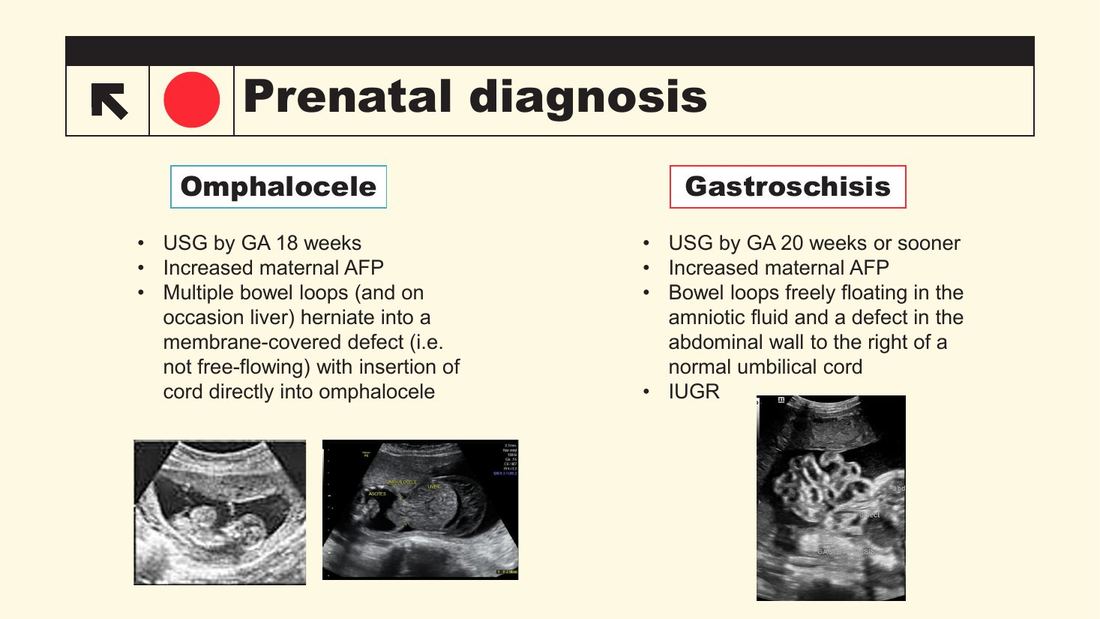 Prenatal diagnosis
Omphalocele
• USG by GA 18 weeks
• Increased maternal AFP
• Multiple bowel loops (and on
occasion liver) herniate into a
membrane-covered defect (i.e.
not free-flowing) with insertion of
cord directly into omphalocele
Gastroschisis
• USG by GA 20 weeks or sooner
• Increased maternal AFP
• Bowel loops freely floating in the
amniotic fluid and a defect in the
abdominal wall to the right of a
normal umbilical cord
• IUGR
ASCITES
LIVER